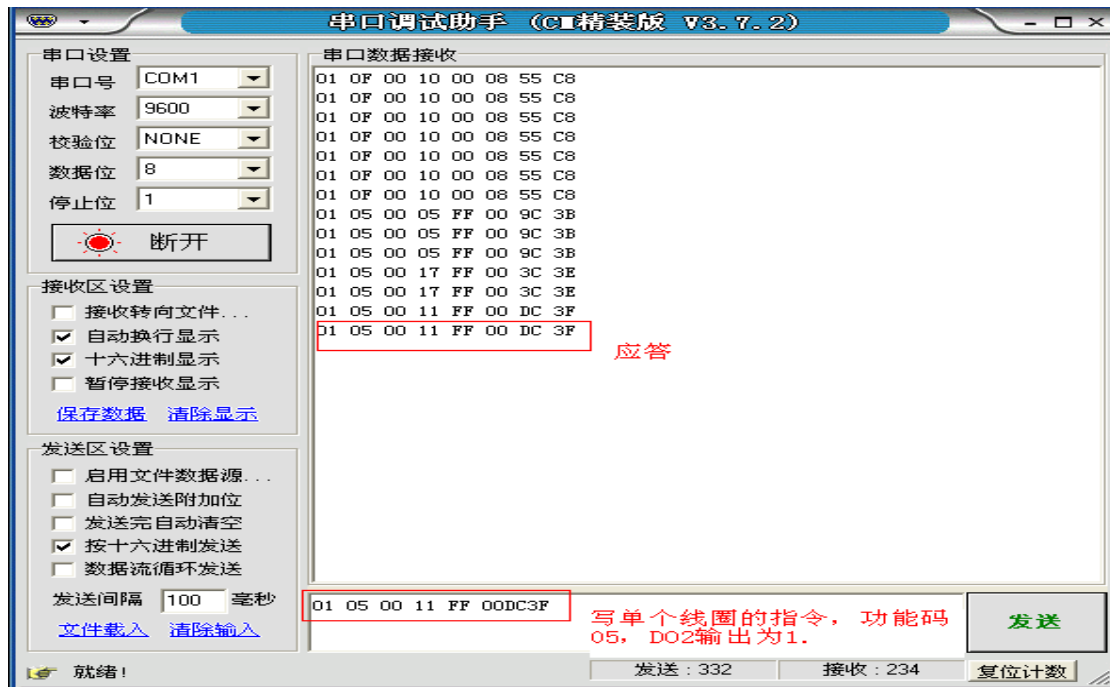 串口调试助手 (CM精装版 V3.7.2)
串口设置
串口号 COM1
波特率 9600
校验位 NONE
数据位 8
停止位 1
断开
接收区设置
接收转向文件...
自动换行显示
十六进制显示
暂停接收显示
保存数据 清除显示
发送区设置
启用文件数据源...
自动发送附加位
发送完自动清空
按十六进制发送
数据流循环发送
发送间隔 100 毫秒
文件载入 清除输入
串口数据接收
01 0F 00 10 00 08 55 C8
01 0F 00 10 00 08 55 C8
01 0F 00 10 00 08 55 C8
01 0F 00 10 00 08 55 C8
01 0F 00 10 00 08 55 C8
01 0F 00 10 00 08 55 C8
01 0F 00 10 00 08 55 C8
01 05 00 05 FF 00 9C 3B
01 05 00 05 FF 00 9C 3B
01 05 00 05 FF 00 9C 3B
01 05 00 17 FF 00 3C 3E
01 05 00 17 FF 00 3C 3E
01 05 00 11 FF 00 DC 3F
01 05 00 11 FF 00 DC 3F
应答
01 05 00 11 FF 00DC3F
写单个线圈的指令，功能码
05，DO2输出为1.
发送
就绪!
发送:332 接收:234 复位计数